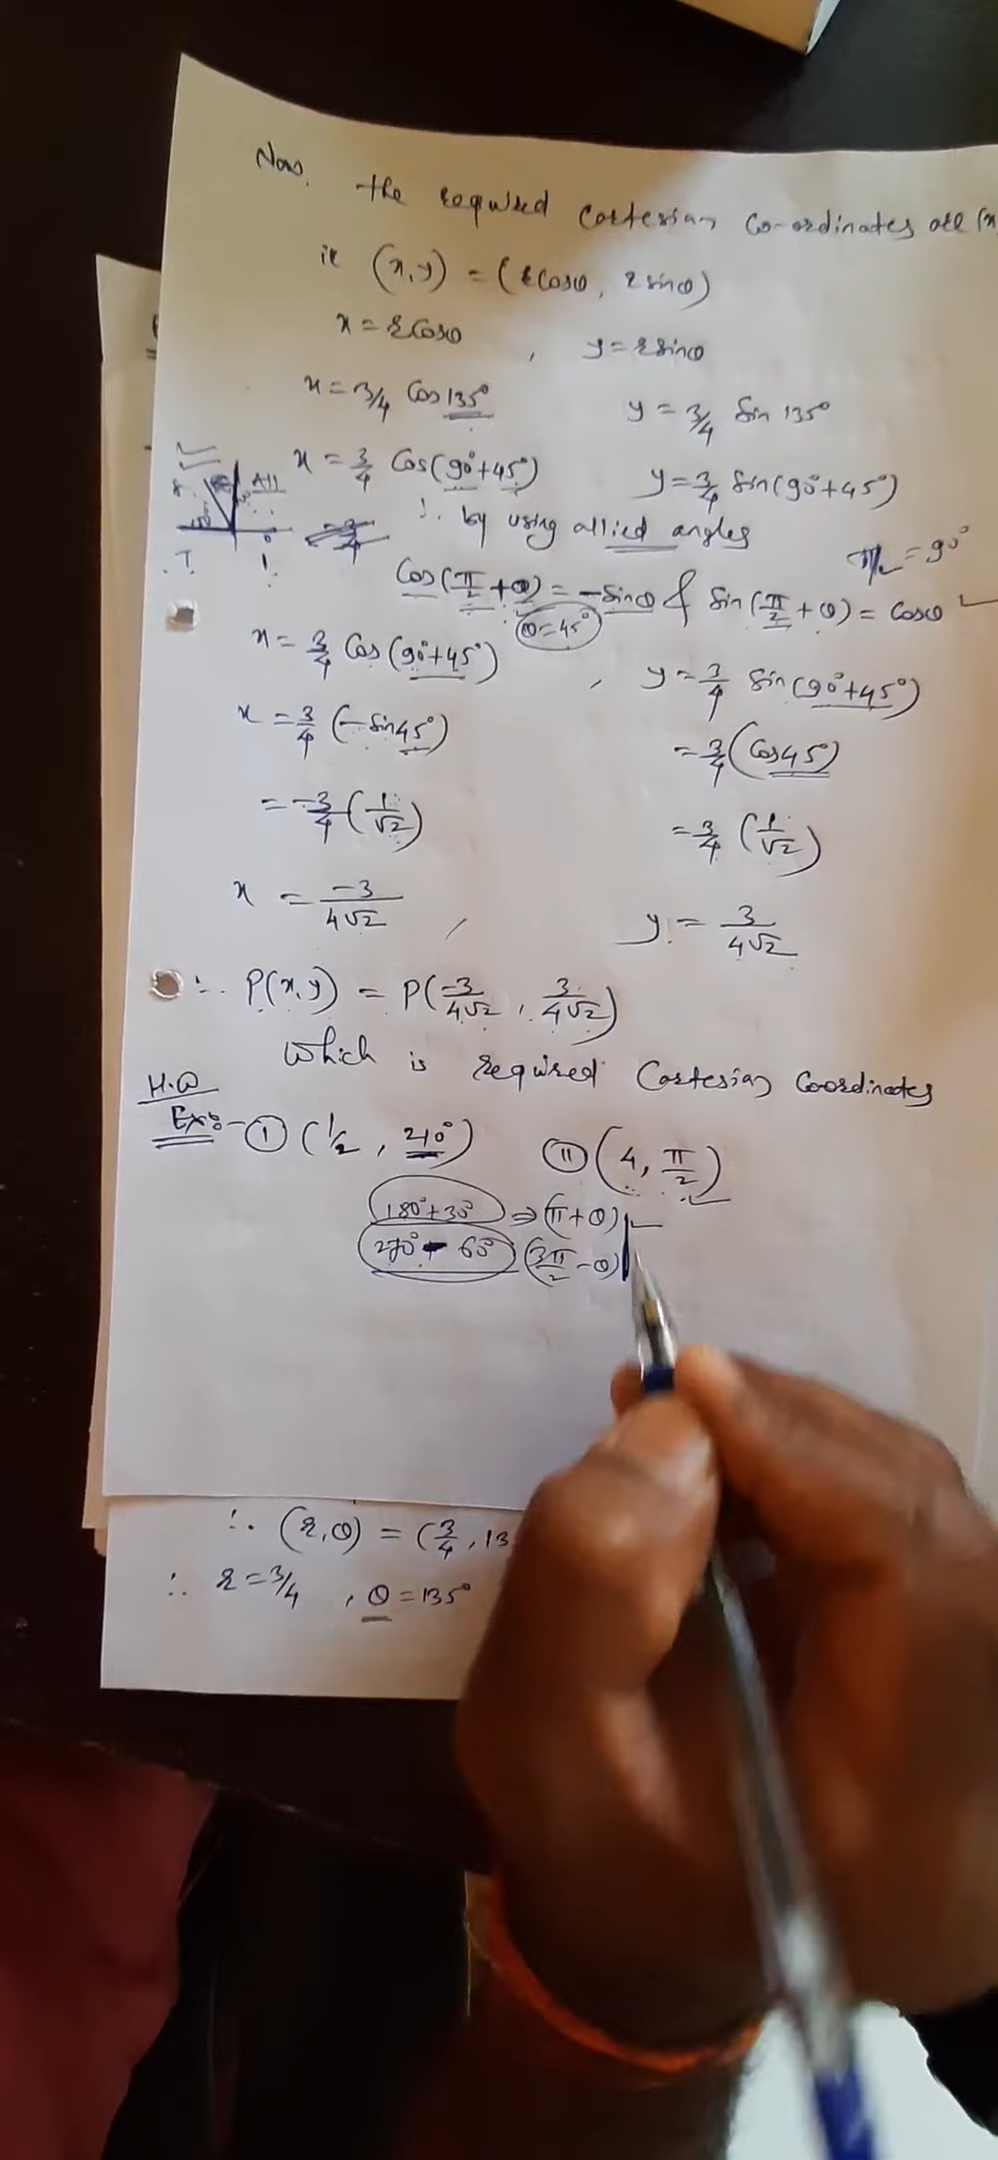 Now, the required Cartesian Co-ordinates are (x
ie (x,y) = (r cosθ, r sinθ)
x = r cosθ , y = r sinθ
x = 3/4 Cos 135° y = 3/4 Sin 135°
x = 3/4 Cos(90°+45°) y = 3/4 Sin(90°+45°)
S All
∴ by using allied angles π/2 = 90°
T
Cos(π/2 + θ) = -Sinθ & Sin(π/2 + θ) = Cosθ
θ = 45°
x = 3/4 Cos(90°+45°) , y = 3/4 Sin(90°+45°)
x = 3/4 (-Sin45°) = 3/4 (Cos45°)
= -3/4 (1/√2) = 3/4 (1/√2)
x = -3/4√2 , y = 3/4√2
∴ P(x,y) = P(-3/4√2 , 3/4√2)
Which is required Cartesian Coordinates
H.W
Ex:- ① (1/2 , 210°) ② (4, π/2)
180°+30° ⇒ (π+θ)
270° - 60° (3π/2 - θ)
∴ (r,θ) = (3/4 , 13
∴ r = 3/4 , θ = 135°